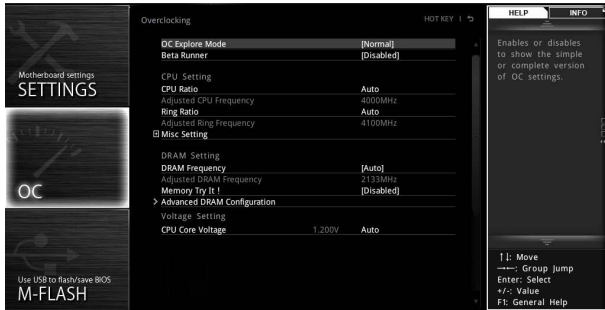 Overclocking
HOT KEY |
HELP
INFO
OC Explore Mode [Normal]
Beta Runner [Disabled]
CPU Setting
CPU Ratio Auto
Adjusted CPU Frequency 4000MHz
Ring Ratio Auto
Adjusted Ring Frequency 4100MHz
Misc Setting
DRAM Setting
DRAM Frequency [Auto]
Adjusted DRAM Frequency 2133MHz
Memory Try It ! [Disabled]
> Advanced DRAM Configuration
Voltage Setting
CPU Core Voltage 1.200V Auto
Motherboard settings
SETTINGS
OC
Use USB to flash/save BIOS
M-FLASH
Enables or disables
to show the simple
or complete version
of OC settings.
↑↓: Move
→←: Group Jump
Enter: Select
+/-: Value
F1: General Help